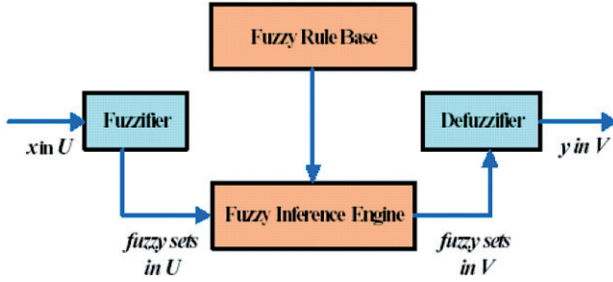 Fuzzy Rule Base
Fuzzifier
Defuzzifier
x in U
y in V
Fuzzy Inference Engine
fuzzy sets
in U
fuzzy sets
in V